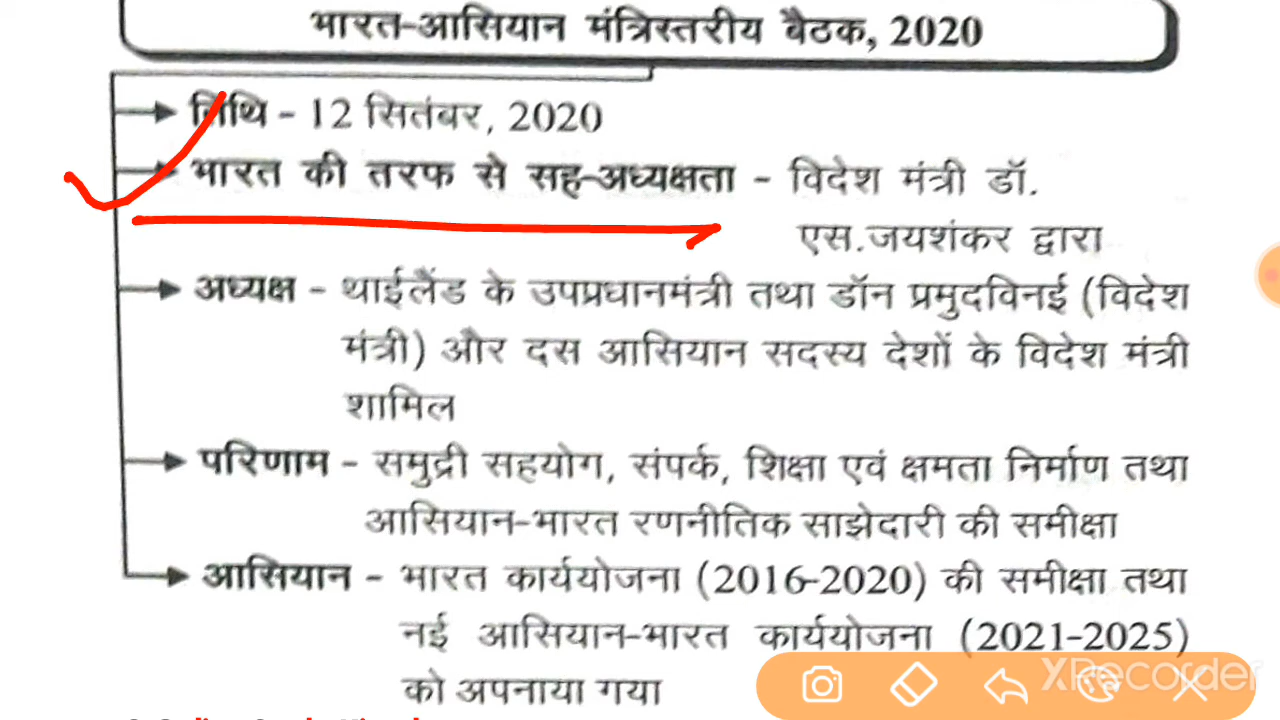 भारत-आसियान मंत्रिस्तरीय बैठक, 2020
तिथि - 12 सितंबर, 2020
भारत की तरफ से सह-अध्यक्षता - विदेश मंत्री डॉ.
एस.जयशंकर द्वारा
अध्यक्ष - थाईलैंड के उपप्रधानमंत्री तथा डॉन प्रमुदविनई (विदेश
मंत्री) और दस आसियान सदस्य देशों के विदेश मंत्री
शामिल
परिणाम - समुद्री सहयोग, संपर्क, शिक्षा एवं क्षमता निर्माण तथा
आसियान-भारत रणनीतिक साझेदारी की समीक्षा
आसियान - भारत कार्ययोजना (2016-2020) की समीक्षा तथा
नई आसियान-भारत कार्ययोजना (2021-2025)
को अपनाया गया
XRecorder